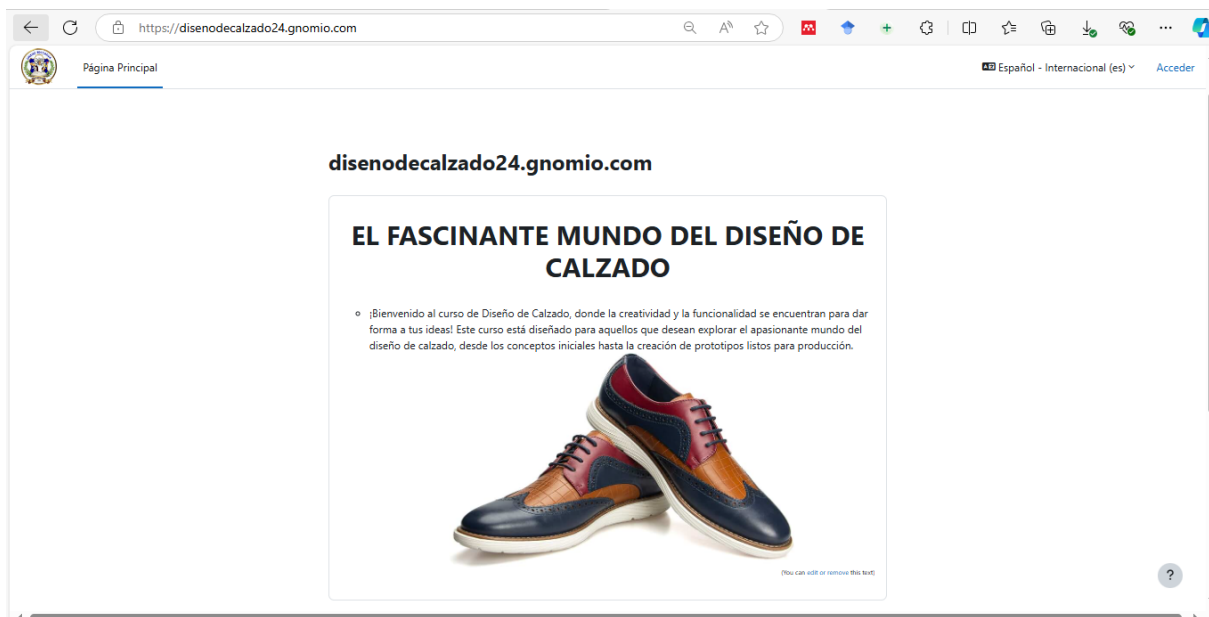 https://disenodecalzado24.gnomio.com
Página Principal
Español - Internacional (es)
Acceder
disenodecalzado24.gnomio.com
EL FASCINANTE MUNDO DEL DISEÑO DE
CALZADO
¡Bienvenido al curso de Diseño de Calzado, donde la creatividad y la funcionalidad se encuentran para dar
forma a tus ideas! Este curso está diseñado para aquellos que desean explorar el apasionante mundo del
diseño de calzado, desde los conceptos iniciales hasta la creación de prototipos listos para producción.
(You can edit or remove this text)
?